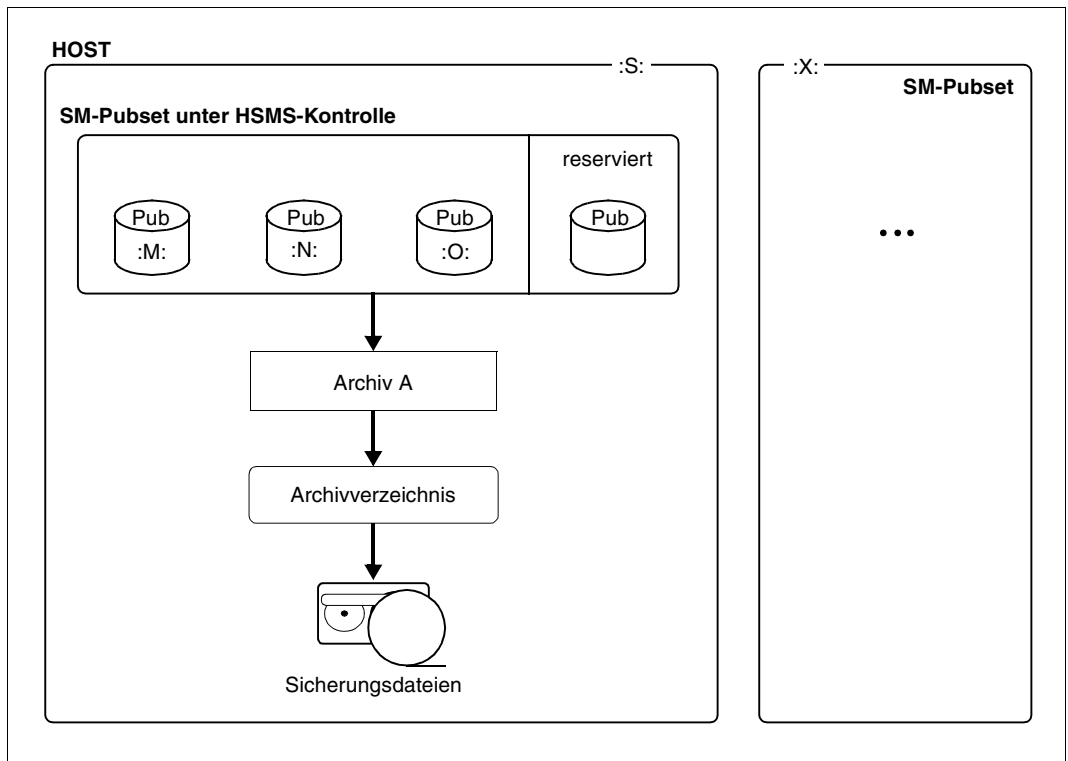 HOST
:S:
:X:
SM-Pubset
SM-Pubset unter HSMS-Kontrolle
reserviert
Pub
:M:
Pub
:N:
Pub
:O:
Pub
...
Archiv A
Archivverzeichnis
Sicherungsdateien